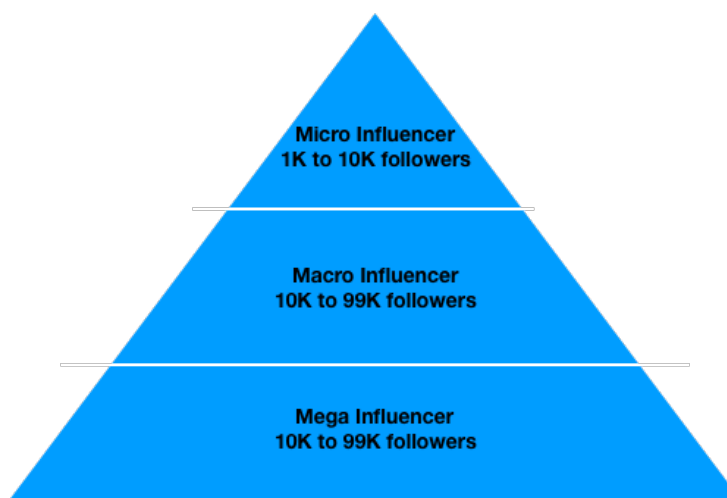 Micro Influencer
1K to 10K followers
Macro Influencer
10K to 99K followers
Mega Influencer
10K to 99K followers